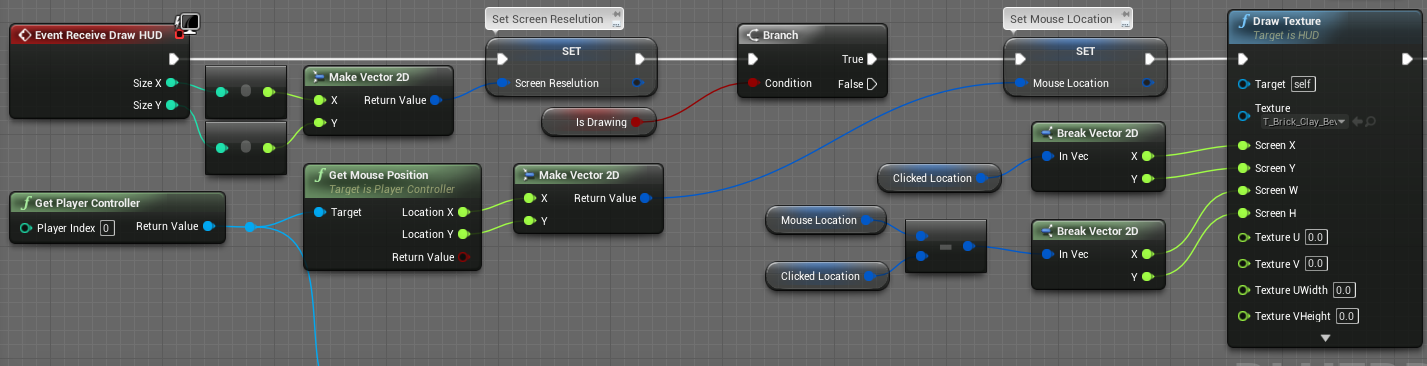 Event Receive Draw HUD
Size X
Size Y
Make Vector 2D
X
Return Value
Y
Set Screen Reselution
SET
Screen Resolution
Is Drawing
Branch
True
Condition
False
Set Mouse LOcation
SET
Mouse Location
Get Player Controller
Player Index 0
Return Value
Get Mouse Position
Target is Player Controller
Target
Location X
Location Y
Return Value
Make Vector 2D
X
Return Value
Y
Clicked Location
Break Vector 2D
In Vec
X
Y
Mouse Location
Clicked Location
Break Vector 2D
In Vec
X
Y
Draw Texture
Target is HUD
Target self
Texture
T_Brick_Clay_Bev
Screen X
Screen Y
Screen W
Screen H
Texture U 0.0
Texture V 0.0
Texture UWidth 0.0
Texture VHeight 0.0